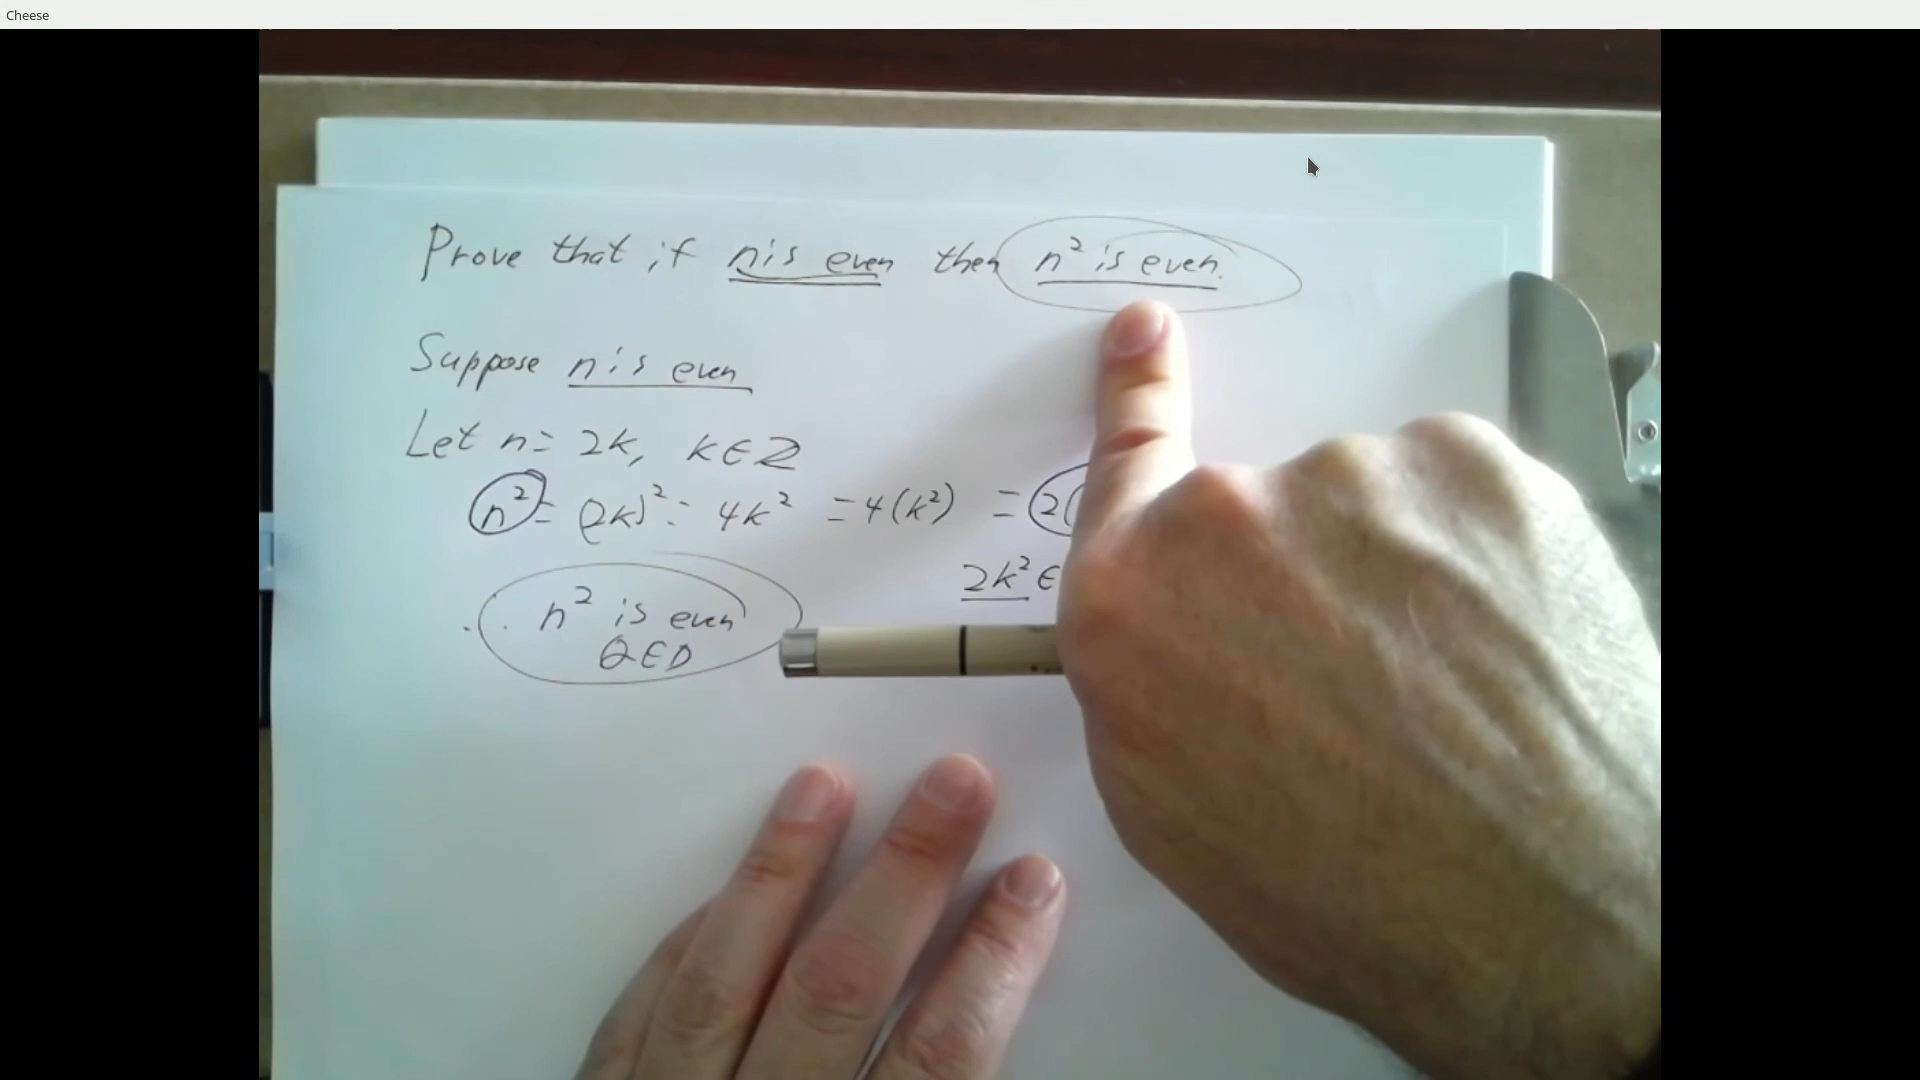 Cheese
Prove that if n is even then n² is even.
Suppose n is even
Let n = 2k, k ∈ ℤ
n² = (2k)² = 4k² = 4(k²) = 2(
2k² ∈
∴ n² is even
QED